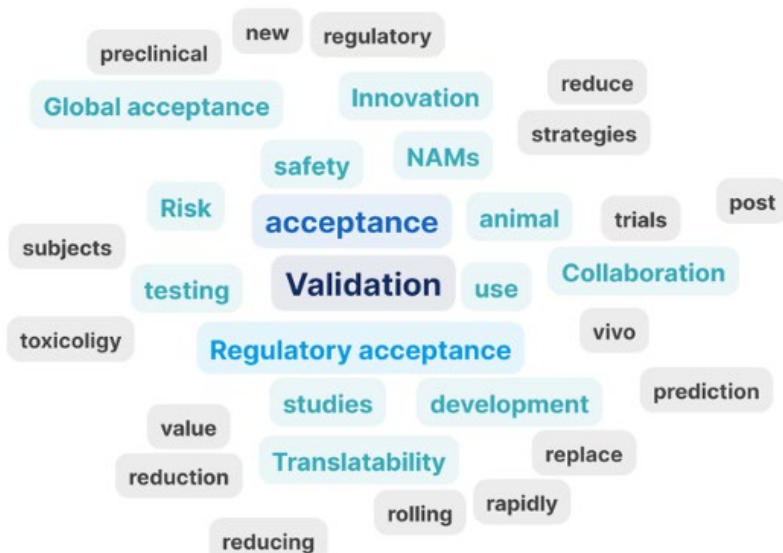 new
regulatory
preclinical
reduce
Global acceptance
Innovation
strategies
safety
NAMs
Risk
acceptance
animal
trials
post
subjects
testing
Validation
use
Collaboration
toxicoligy
Regulatory acceptance
vivo
studies
development
prediction
value
Translatability
replace
reduction
rolling
rapidly
reducing